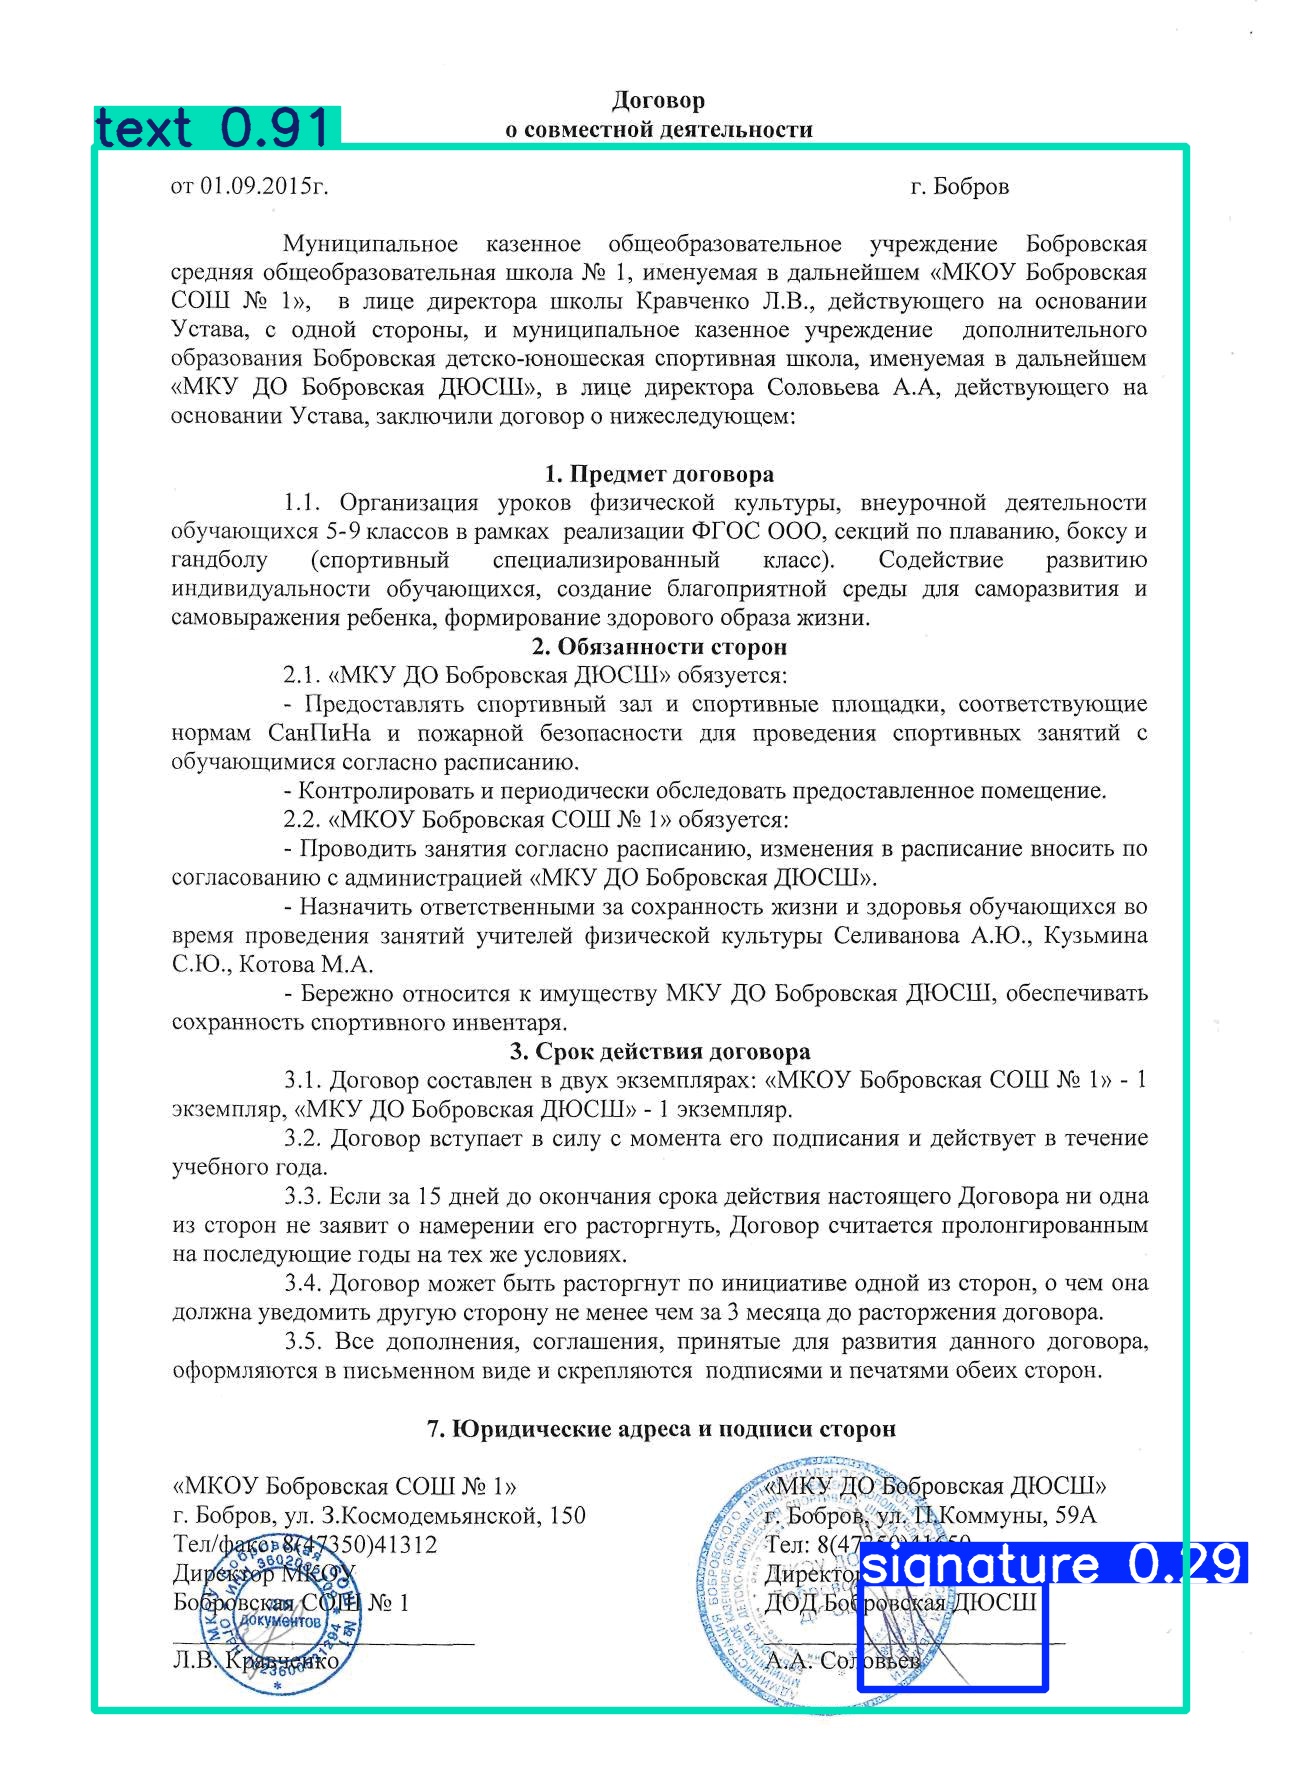 Договор
о совместной деятельности
text 0.91
от 01.09.2015г. г. Бобров
Муниципальное казенное общеобразовательное учреждение Бобровская
средняя общеобразовательная школа № 1, именуемая в дальнейшем «МКОУ Бобровская
СОШ № 1», в лице директора школы Кравченко Л.В., действующего на основании
Устава, с одной стороны, и муниципальное казенное учреждение дополнительного
образования Бобровская детско-юношеская спортивная школа, именуемая в дальнейшем
«МКУ ДО Бобровская ДЮСШ», в лице директора Соловьева А.А, действующего на
основании Устава, заключили договор о нижеследующем:
1. Предмет договора
1.1. Организация уроков физической культуры, внеурочной деятельности
обучающихся 5-9 классов в рамках реализации ФГОС ООО, секций по плаванию, боксу и
гандболу (спортивный специализированный класс). Содействие развитию
индивидуальности обучающихся, создание благоприятной среды для саморазвития и
самовыражения ребенка, формирование здорового образа жизни.
2. Обязанности сторон
2.1. «МКУ ДО Бобровская ДЮСШ» обязуется:
- Предоставлять спортивный зал и спортивные площадки, соответствующие
нормам СанПиНа и пожарной безопасности для проведения спортивных занятий с
обучающимися согласно расписанию.
- Контролировать и периодически обследовать предоставленное помещение.
2.2. «МКОУ Бобровская СОШ № 1» обязуется:
- Проводить занятия согласно расписанию, изменения в расписание вносить по
согласованию с администрацией «МКУ ДО Бобровская ДЮСШ».
- Назначить ответственными за сохранность жизни и здоровья обучающихся во
время проведения занятий учителей физической культуры Селиванова А.Ю., Кузьмина
С.Ю., Котова М.А.
- Бережно относится к имуществу МКУ ДО Бобровская ДЮСШ, обеспечивать
сохранность спортивного инвентаря.
3. Срок действия договора
3.1. Договор составлен в двух экземплярах: «МКОУ Бобровская СОШ № 1» - 1
экземпляр, «МКУ ДО Бобровская ДЮСШ» - 1 экземпляр.
3.2. Договор вступает в силу с момента его подписания и действует в течение
учебного года.
3.3. Если за 15 дней до окончания срока действия настоящего Договора ни одна
из сторон не заявит о намерении его расторгнуть, Договор считается пролонгированным
на последующие годы на тех же условиях.
3.4. Договор может быть расторгнут по инициативе одной из сторон, о чем она
должна уведомить другую сторону не менее чем за 3 месяца до расторжения договора.
3.5. Все дополнения, соглашения, принятые для развития данного договора,
оформляются в письменном виде и скрепляются подписями и печатями обеих сторон.
7. Юридические адреса и подписи сторон
«МКОУ Бобровская СОШ № 1» «МКУ ДО Бобровская ДЮСШ»
г. Бобров, ул. З.Космодемьянской, 150 г. Бобров, ул. П.Коммуны, 59А
Тел/факс: 8(47350)41312 Тел: 8(47350)41650
signature 0.29
Директор МКОУ Директор
Бобровская СОШ № 1 ДОД Бобровская ДЮСШ
для
документов
Л.В. Кравченко А.А. Соловьев